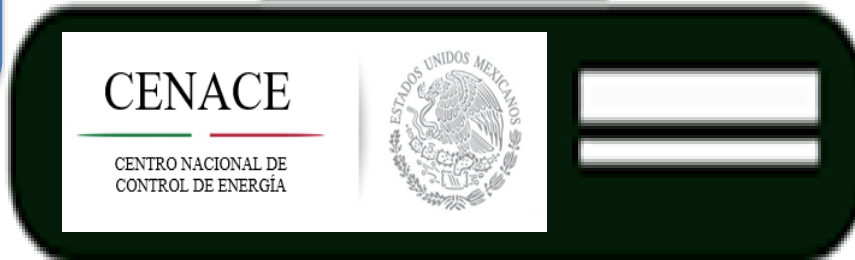 CENACE
CENTRO NACIONAL DE
CONTROL DE ENERGÍA
ESTADOS UNIDOS MEXICANOS